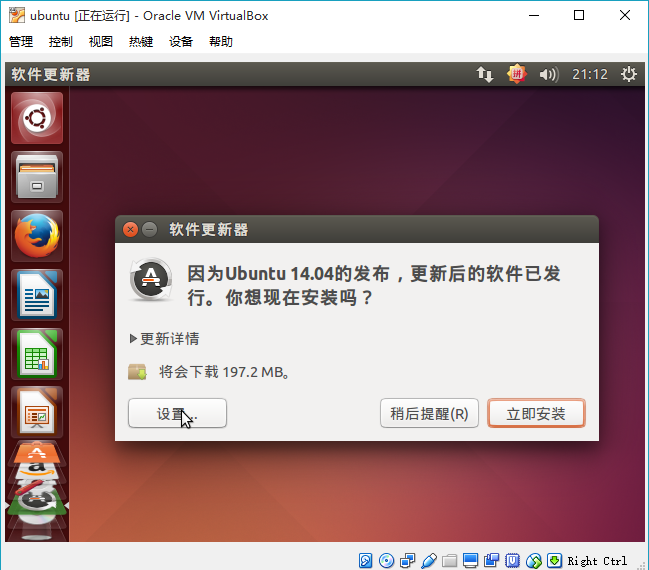 ubuntu [正在运行] - Oracle VM VirtualBox
管理 控制 视图 热键 设备 帮助
软件更新器 拼 21:12
软件更新器
因为Ubuntu 14.04的发布，更新后的软件已发
行。你想现在安装吗？
更新详情
将会下载 197.2 MB。
设置... 稍后提醒(R) 立即安装
Right Ctrl